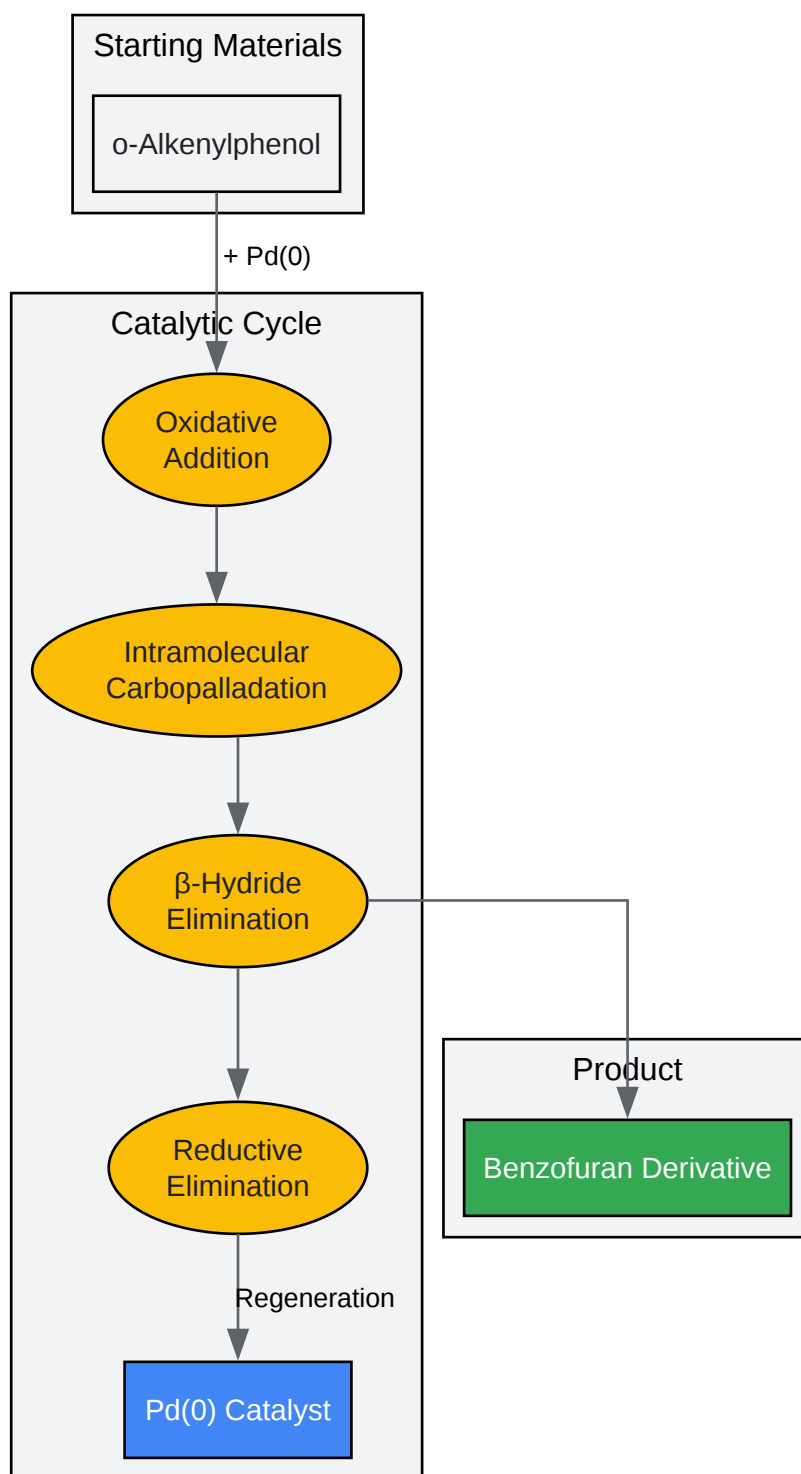 Starting Materials
o-Alkenylphenol
+ Pd(0)
Catalytic Cycle
Oxidative
Addition
Intramolecular
Carbopalladation
β-Hydride
Elimination
Reductive
Elimination
Product
Benzofuran Derivative
Regeneration
Pd(0) Catalyst